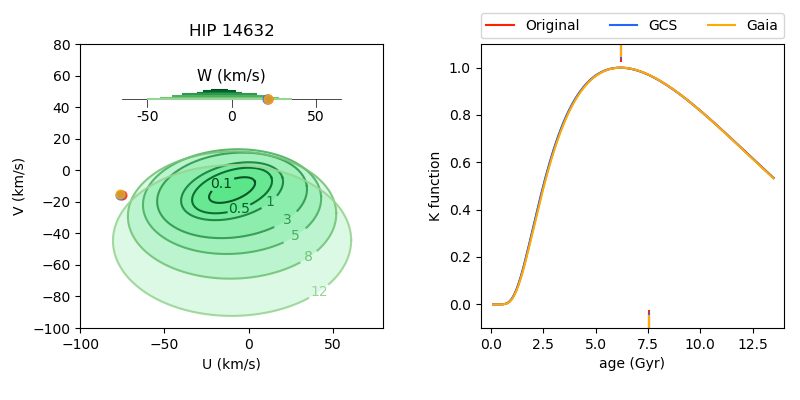 HIP 14632
Original GCS Gaia
80
60
40
20
0
−20
−40
−60
−80
−100
V (km/s)
W (km/s)
-50 0 50
0.1
0.5
1
3
5
8
12
−100 −50 0 50
U (km/s)
1.0
0.8
0.6
0.4
0.2
0.0
K function
0.0 2.5 5.0 7.5 10.0 12.5
age (Gyr)